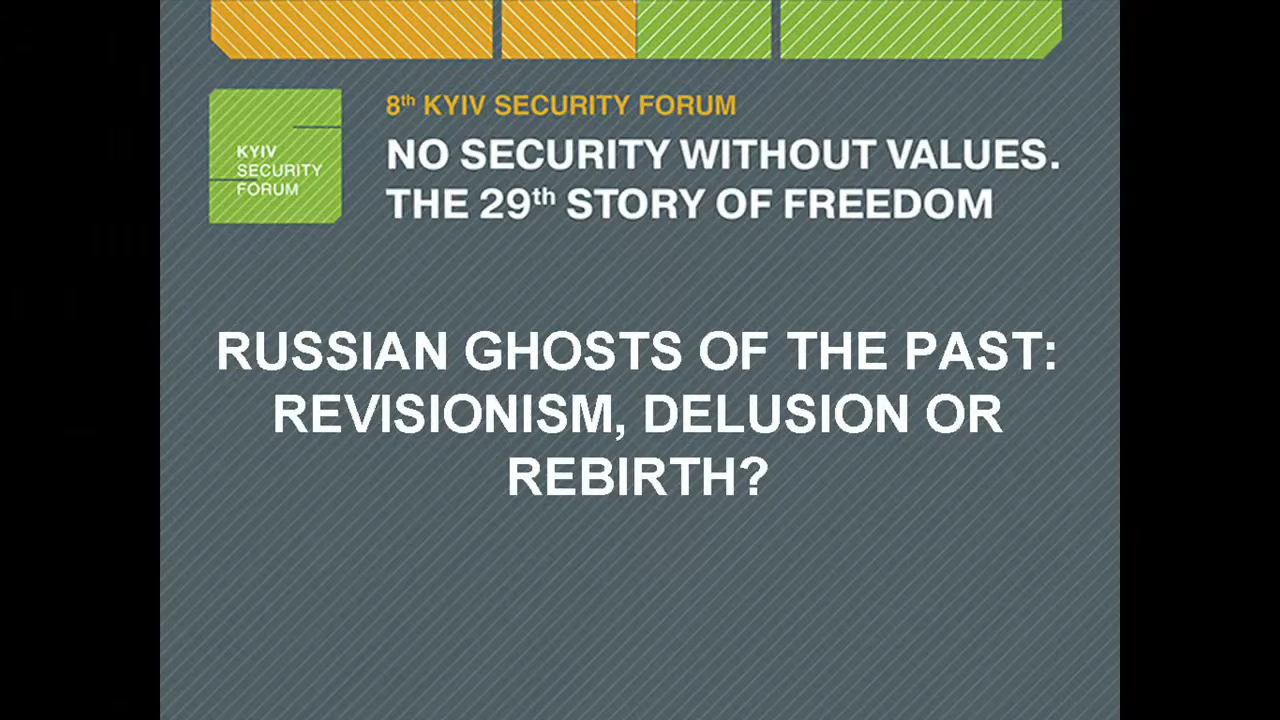 8th KYIV SECURITY FORUM
KYIV
SECURITY
FORUM
NO SECURITY WITHOUT VALUES.
THE 29th STORY OF FREEDOM
RUSSIAN GHOSTS OF THE PAST:
REVISIONISM, DELUSION OR
REBIRTH?